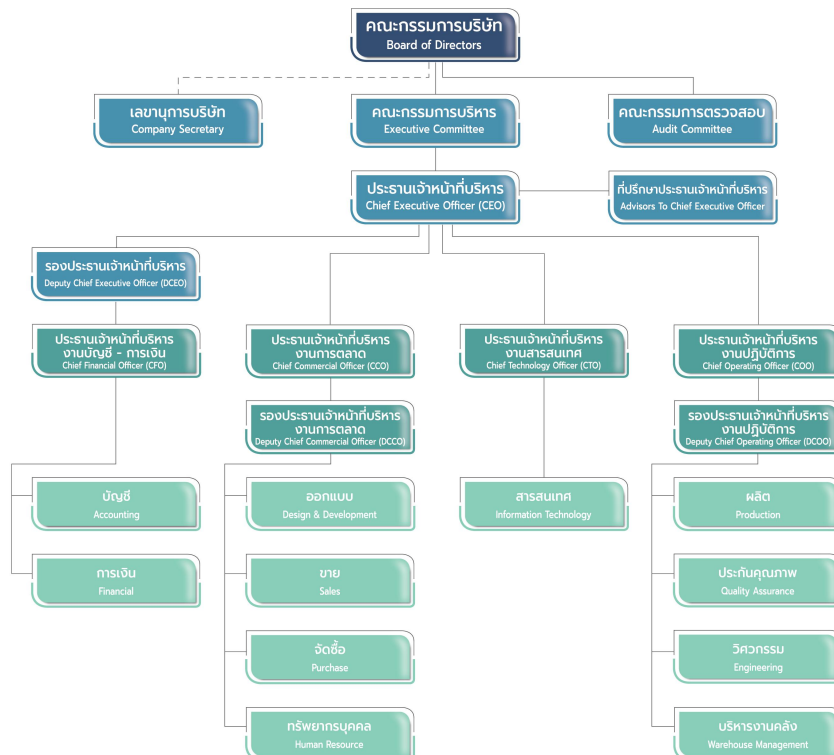 คณะกรรมการบริษัท
Board of Directors
เลขานุการบริษัท
Company Secretary
คณะกรรมการบริหาร
Executive Committee
คณะกรรมการตรวจสอบ
Audit Committee
ประธานเจ้าหน้าที่บริหาร
Chief Executive Officer (CEO)
ที่ปรึกษาประธานเจ้าหน้าที่บริหาร
Advisors To Chief Executive Officer
รองประธานเจ้าหน้าที่บริหาร
Deputy Chief Executive Officer (DCEO)
ประธานเจ้าหน้าที่บริหาร
งานบัญชี - การเงิน
Chief Financial Officer (CFO)
ประธานเจ้าหน้าที่บริหาร
งานการตลาด
Chief Commercial Officer (CCO)
ประธานเจ้าหน้าที่บริหาร
งานสารสนเทศ
Chief Technology Officer (CTO)
ประธานเจ้าหน้าที่บริหาร
งานปฏิบัติการ
Chief Operating Officer (COO)
รองประธานเจ้าหน้าที่บริหาร
งานการตลาด
Deputy Chief Commercial Officer (DCCO)
รองประธานเจ้าหน้าที่บริหาร
งานปฏิบัติการ
Deputy Chief Operating Officer (DCOO)
บัญชี
Accounting
ออกแบบ
Design & Development
สารสนเทศ
Information Technology
ผลิต
Production
การเงิน
Financial
ขาย
Sales
ประกันคุณภาพ
Quality Assurance
จัดซื้อ
Purchase
วิศวกรรม
Engineering
ทรัพยากรบุคคล
Human Resource
บริหารงานคลัง
Warehouse Management